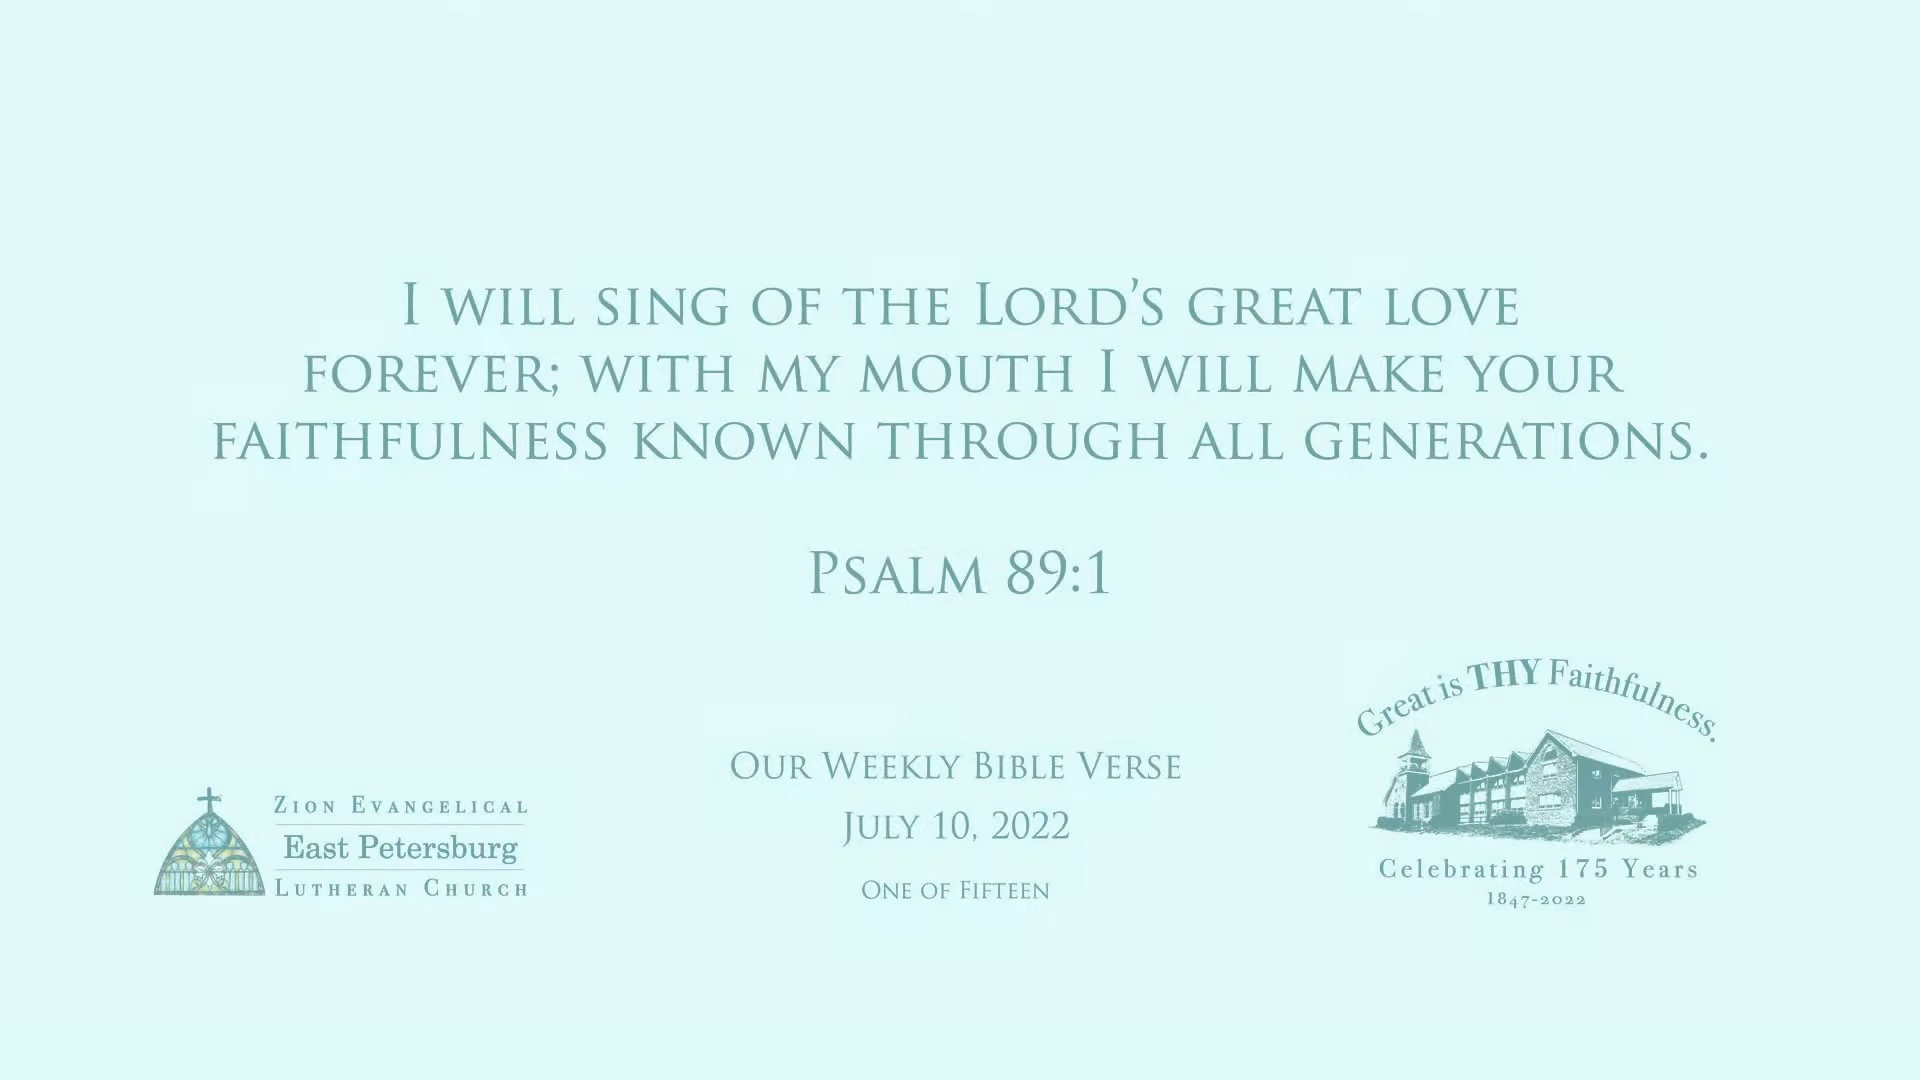 I will sing of the Lord's great love
forever; with my mouth I will make your
faithfulness known through all generations.
Psalm 89:1
Great is THY Faithfulness.
Our Weekly Bible Verse
July 10, 2022
One of Fifteen
Zion Evangelical
East Petersburg
Lutheran Church
Celebrating 175 Years
1847-2022